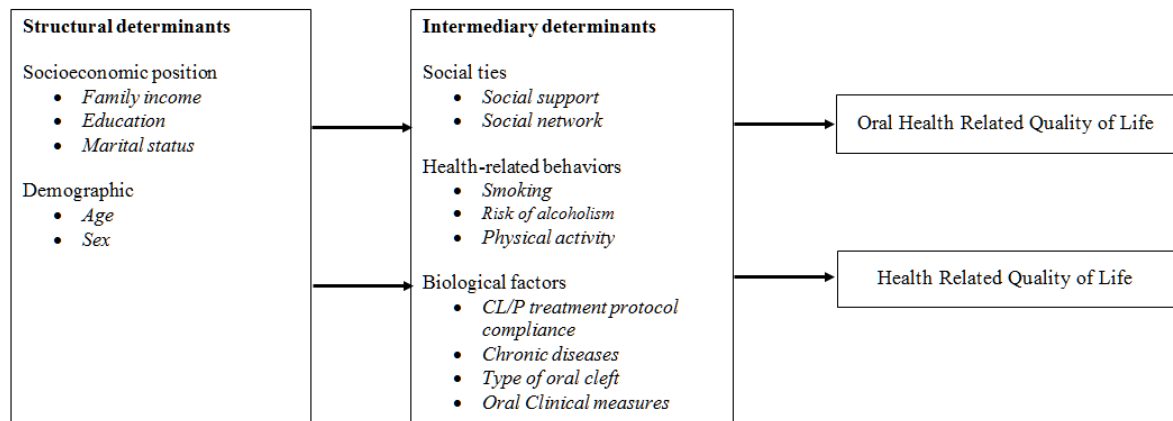 Structural determinants
Socioeconomic position
• Family income
• Education
• Marital status
Demographic
• Age
• Sex
Intermediary determinants
Social ties
• Social support
• Social network
Health-related behaviors
• Smoking
• Risk of alcoholism
• Physical activity
Biological factors
• CL/P treatment protocol
compliance
• Chronic diseases
• Type of oral cleft
• Oral Clinical measures
Oral Health Related Quality of Life
Health Related Quality of Life